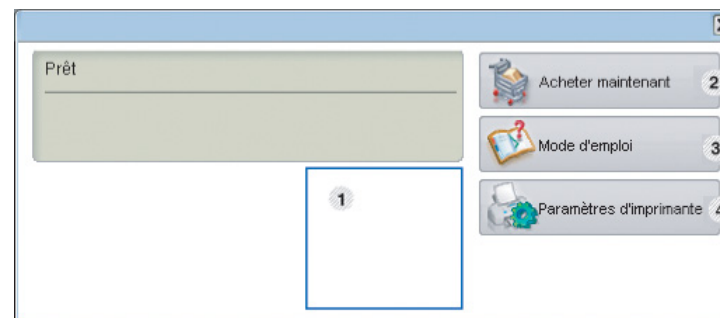 Prêt
Acheter maintenant 2
Mode d'emploi 3
1
Paramètres d'imprimante 4